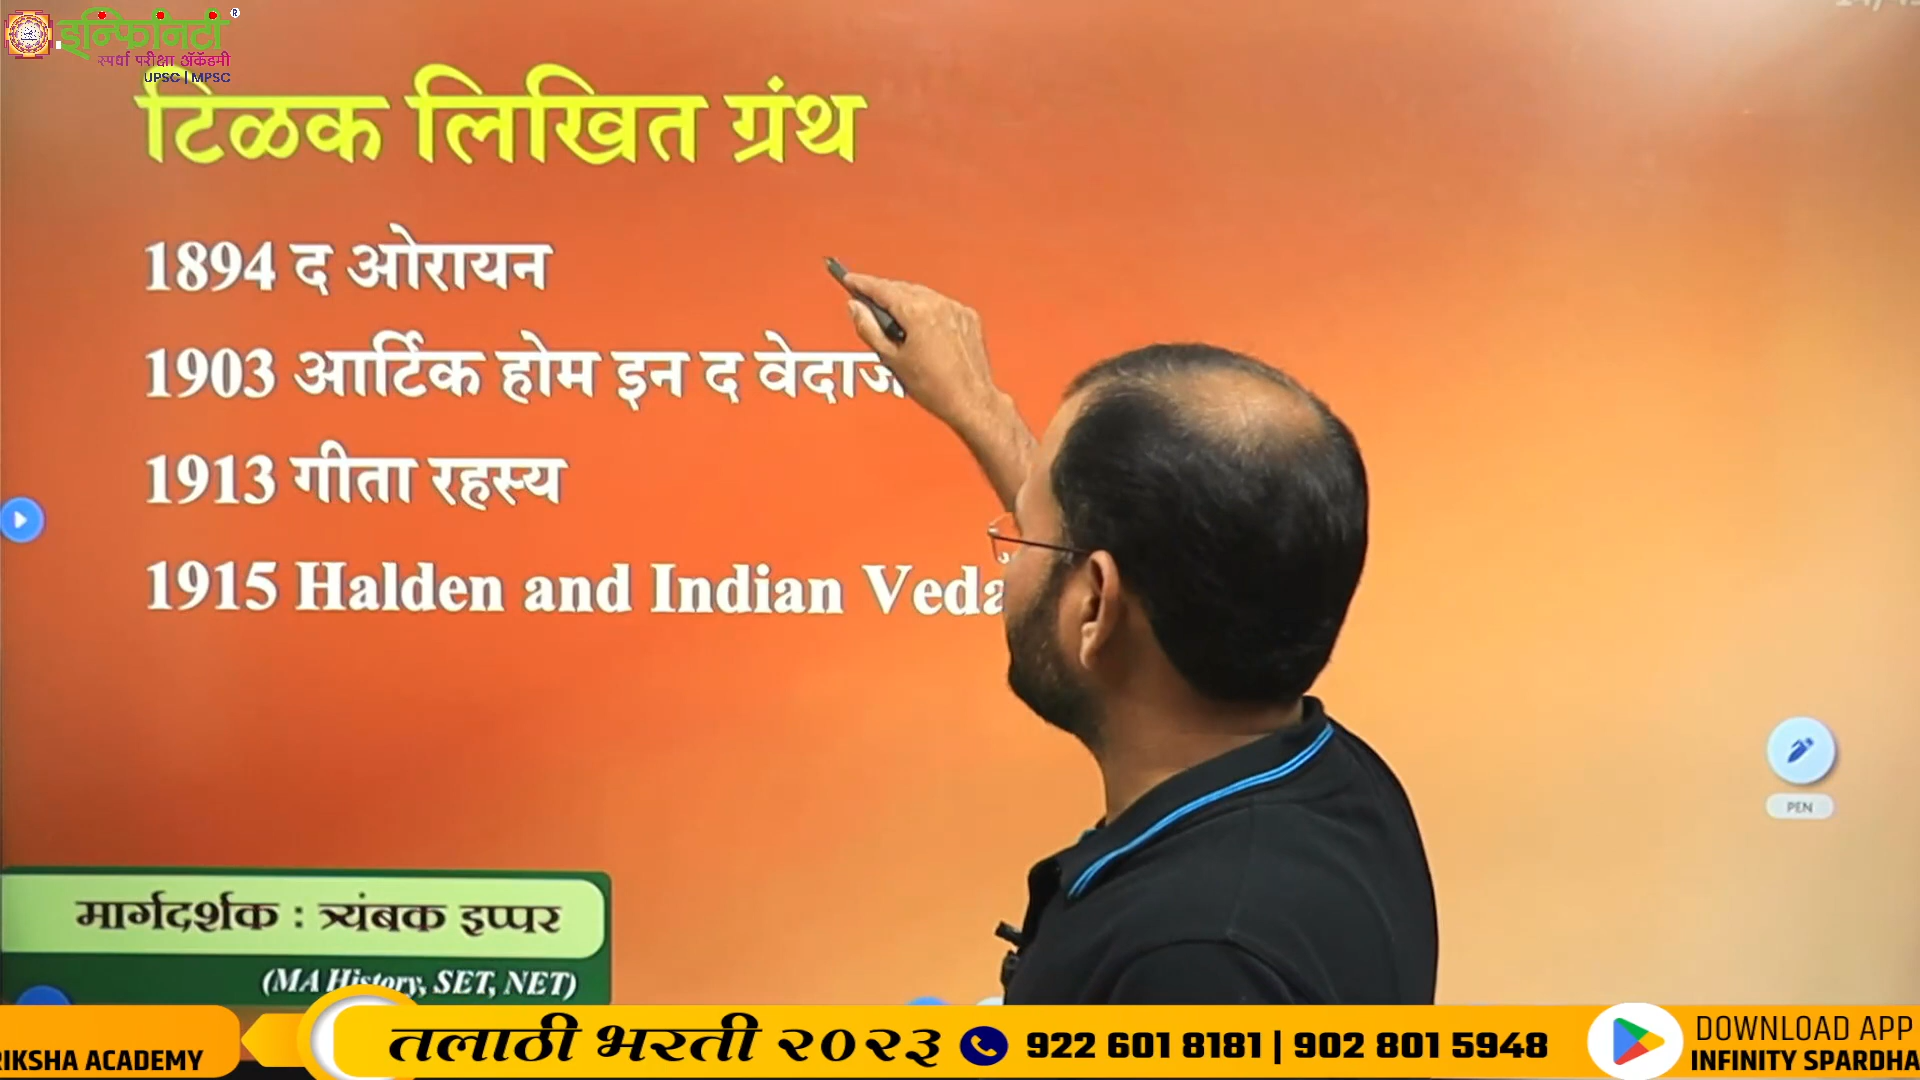 इन्फिनिटी ®
स्पर्धा परीक्षा ॲकॅडमी
UPSC | MPSC
टिळक लिखित ग्रंथ
1894 द ओरायन
1903 आर्टिक होम इन द वेदाज
1913 गीता रहस्य
1915 Halden and Indian Veda
PEN
मार्गदर्शक : त्र्यंबक इप्पर
(MA History, SET, NET)
RIKSHA ACADEMY
तलाठी भरती २०२३ 922 601 8181 | 902 801 5948
DOWNLOAD APP
INFINITY SPARDHA